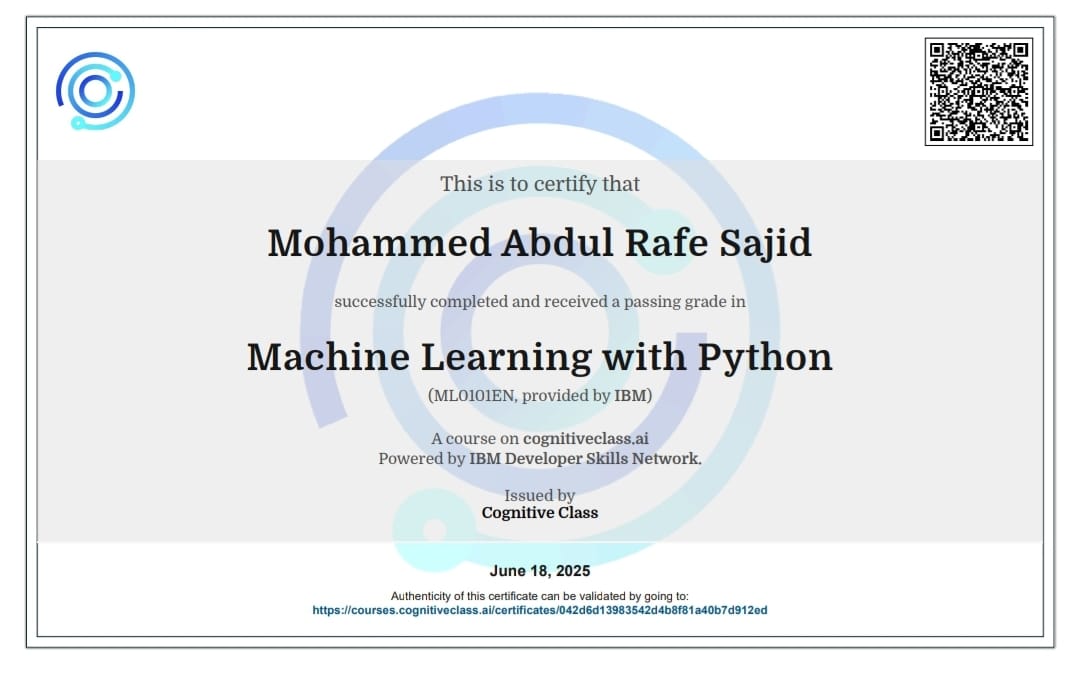 This is to certify that
Mohammed Abdul Rafe Sajid
successfully completed and received a passing grade in
Machine Learning with Python
(ML0101EN, provided by IBM)
A course on cognitiveclass.ai
Powered by IBM Developer Skills Network.
Issued by
Cognitive Class
June 18, 2025
Authenticity of this certificate can be validated by going to:
https://courses.cognitiveclass.ai/certificates/042d6d13983542d4b8f81a40b7d912ed